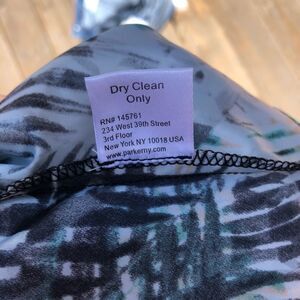 Dry Clean
Only
RN# 145761
234 West 39th Street
3rd Floor
New York NY 10018 USA
www.parkerny.com